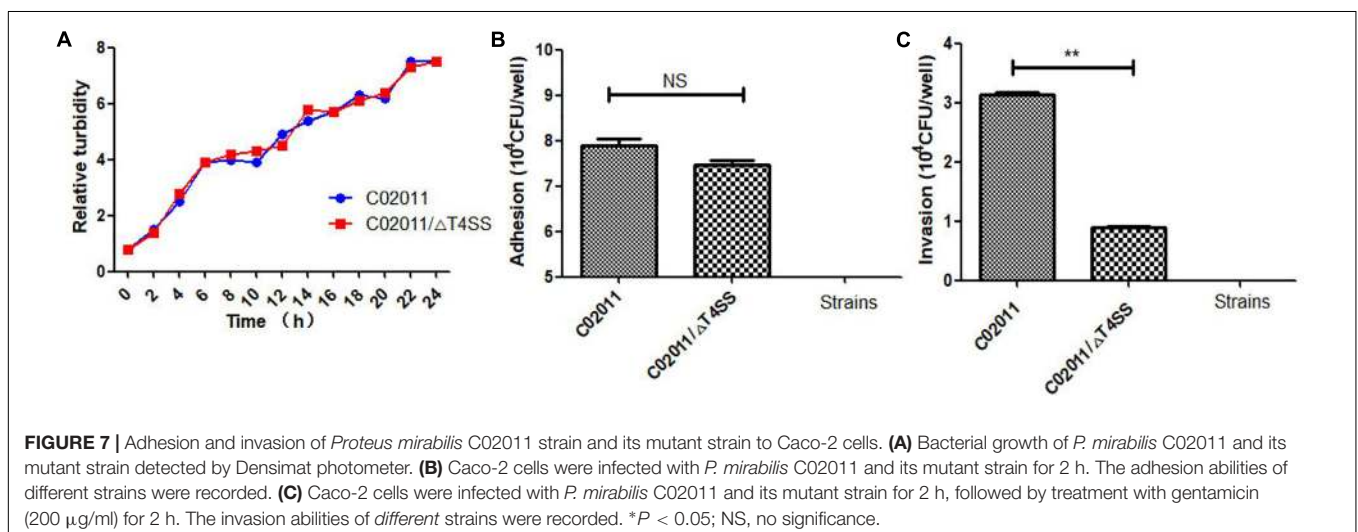 A
8
6
4
2
0
Relative turbidity
C02011
C02011/△T4SS
0 2 4 6 8 10 12 14 16 18 20 22 24
Time (h)
B
10
9
8
7
6
5
Adhesion (10⁴CFU/well)
NS
C02011
C02011/△T4SS
Strains
C
4
3
2
1
0
Invasion (10⁴CFU/well)
**
C02011
C02011/△T4SS
Strains
FIGURE 7 | Adhesion and invasion of Proteus mirabilis C02011 strain and its mutant strain to Caco-2 cells. (A) Bacterial growth of P. mirabilis C02011 and its
mutant strain detected by Densimat photometer. (B) Caco-2 cells were infected with P. mirabilis C02011 and its mutant strain for 2 h. The adhesion abilities of
different strains were recorded. (C) Caco-2 cells were infected with P. mirabilis C02011 and its mutant strain for 2 h, followed by treatment with gentamicin
(200 μg/ml) for 2 h. The invasion abilities of different strains were recorded. *P < 0.05; NS, no significance.